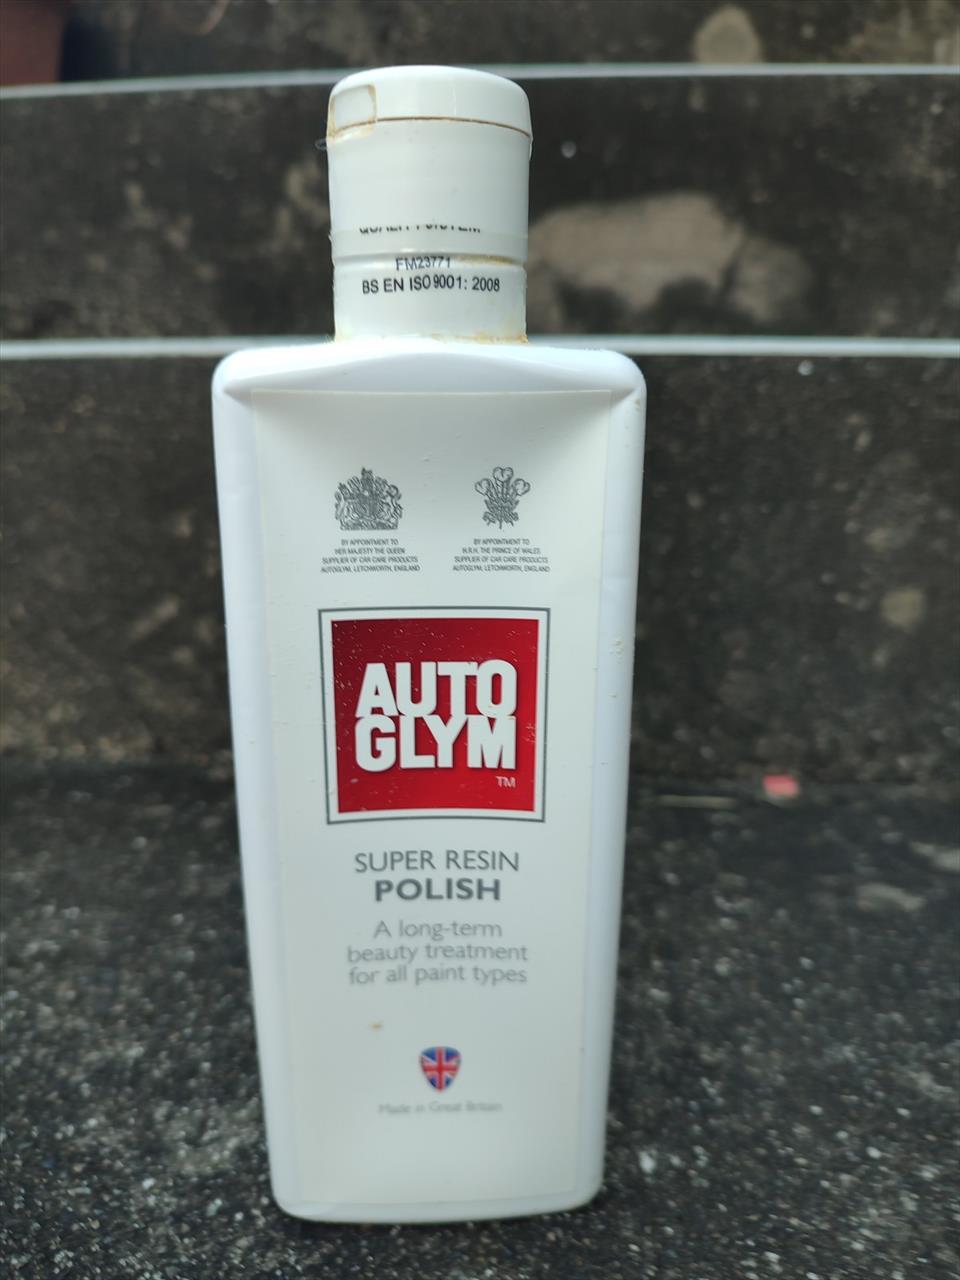 FM23771
BS EN ISO 9001: 2008
BY APPOINTMENT TO
HER MAJESTY THE QUEEN
SUPPLIER OF CAR CARE PRODUCTS
AUTOGLYM, LETCHWORTH, ENGLAND
BY APPOINTMENT TO
H.R.H. THE PRINCE OF WALES
SUPPLIER OF CAR CARE PRODUCTS
AUTOGLYM, LETCHWORTH, ENGLAND
AUTO
GLYM
TM
SUPER RESIN
POLISH
A long-term
beauty treatment
for all paint types
Made in Great Britain